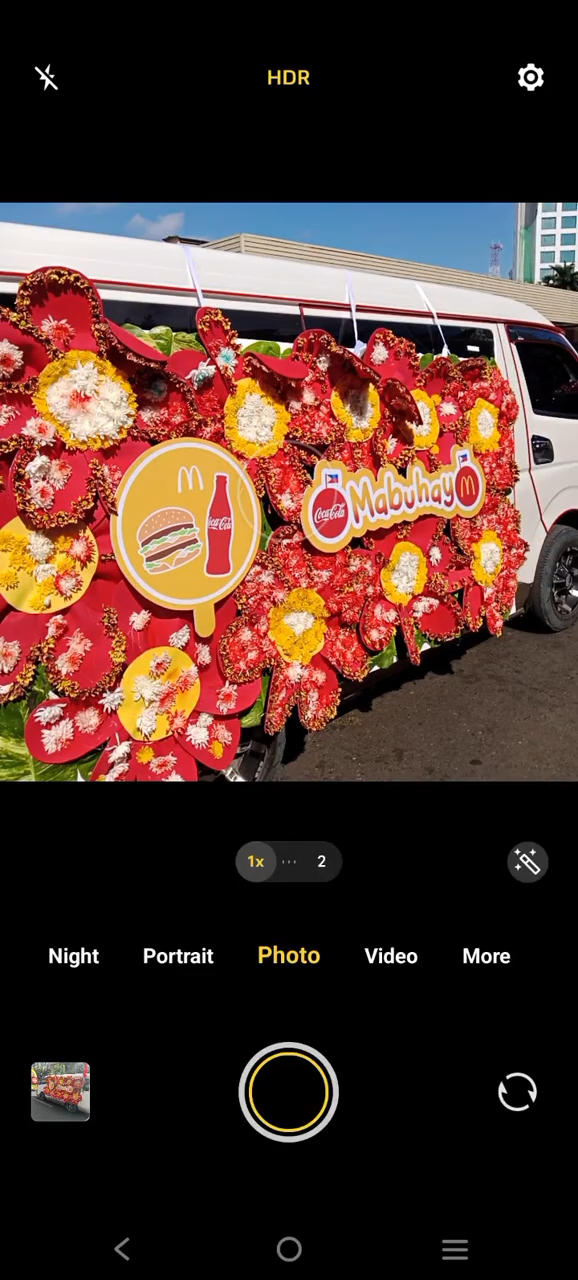 HDR
m
Coca-Cola
Coca-Cola
Mabuhay
m
1x
2
Night
Portrait
Photo
Video
More